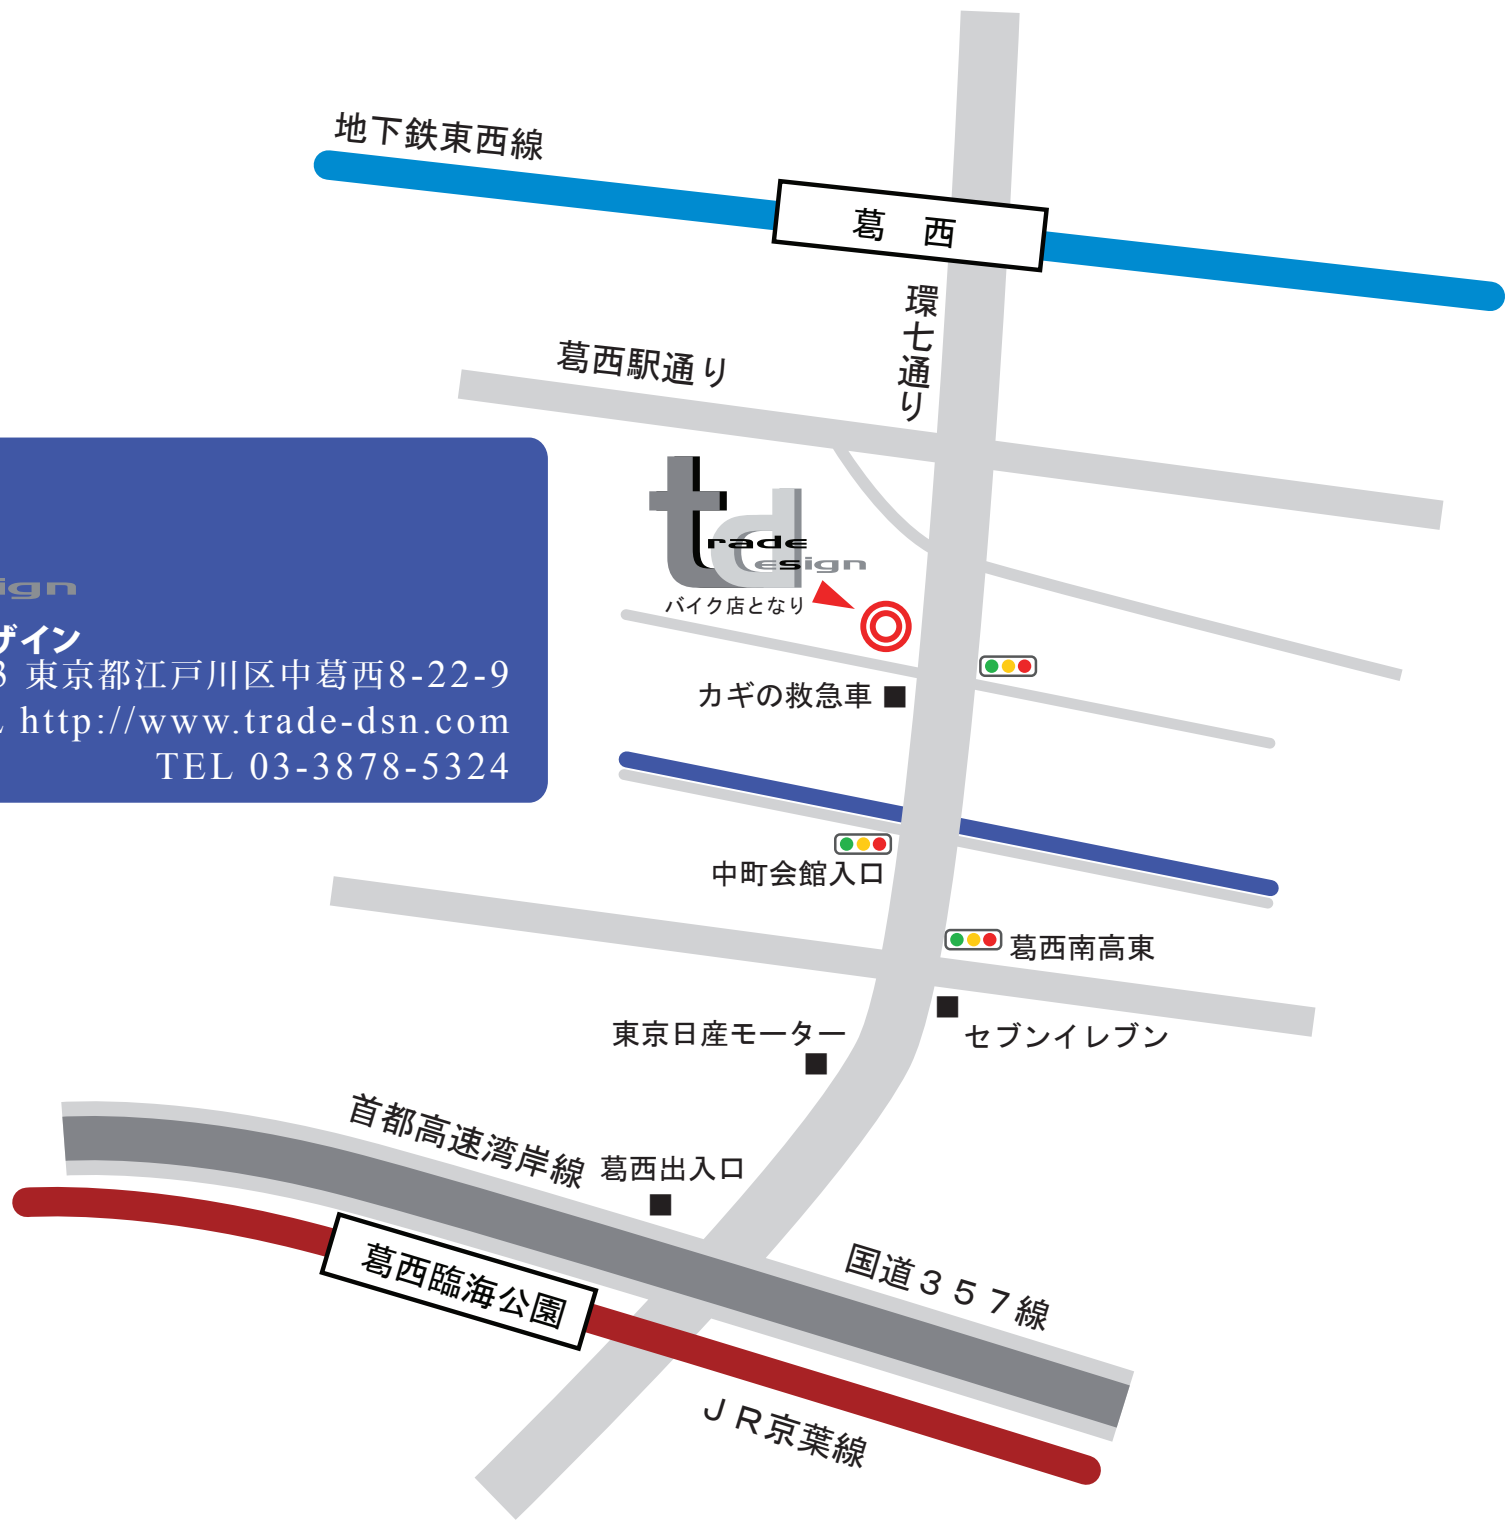 地下鉄東西線
葛 西
環七通り
葛西駅通り
td
rade
esign
バイク店となり
ign
ザイン
3 東京都江戸川区中葛西8-22-9
http://www.trade-dsn.com
TEL 03-3878-5324
カギの救急車
中町会館入口
葛西南高東
セブンイレブン
東京日産モーター
首都高速湾岸線
葛西出入口
葛西臨海公園
国道357線
JR京葉線